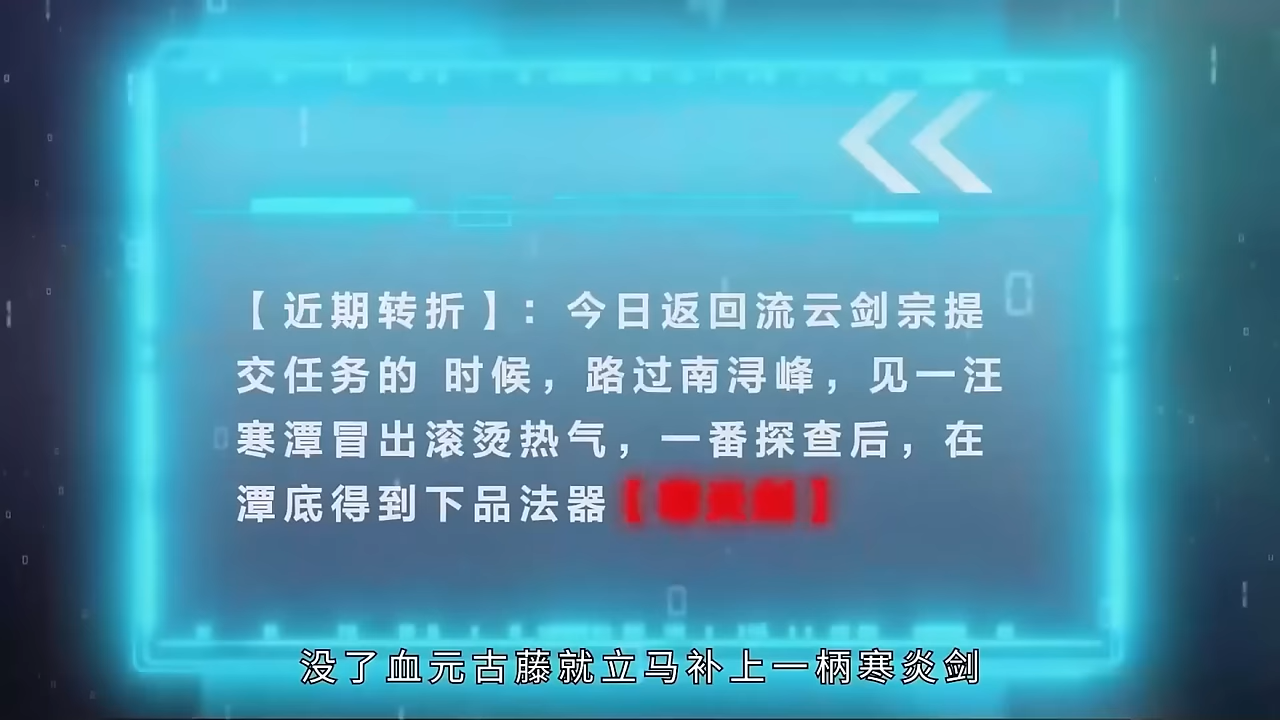 【近期转折】：今日返回流云剑宗提
交任务的 时候，路过南浔峰，见一汪
寒潭冒出滚烫热气，一番探查后，在
潭底得到下品法器【
没了血元古藤就立马补上一柄寒炎剑